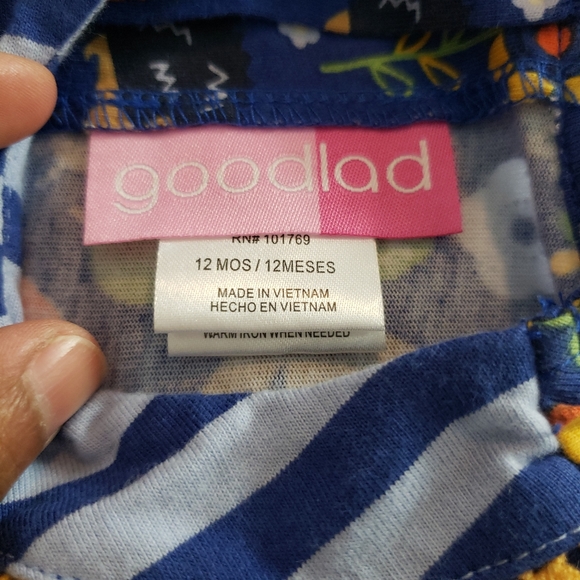 goodlad
RN# 101769
12 MOS / 12MESES
MADE IN VIETNAM
HECHO EN VIETNAM
WARM IRON WHEN NEEDED